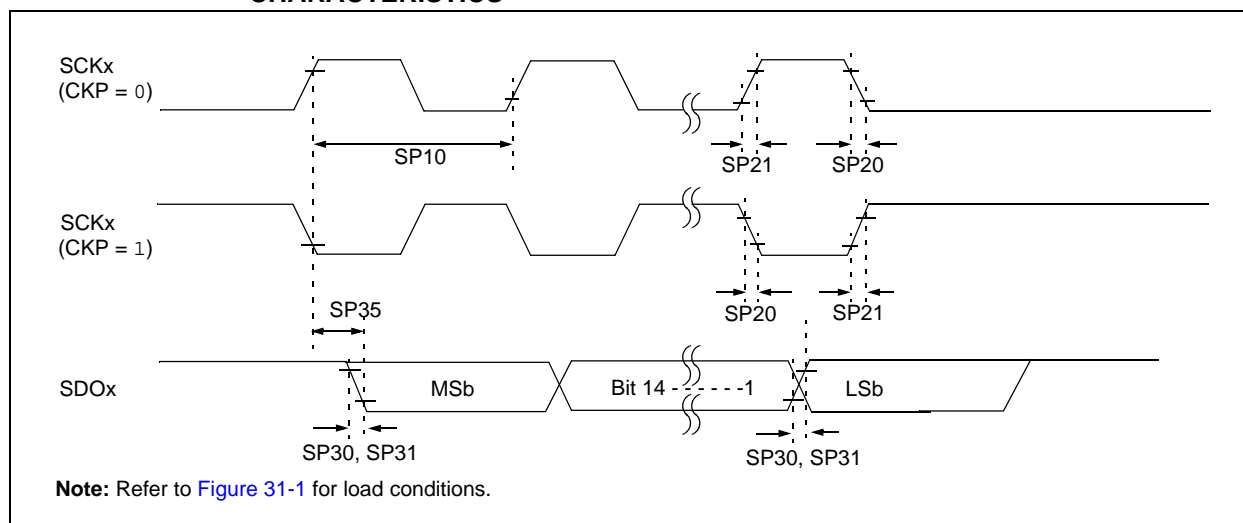 CHARACTERISTICS
SCKx
(CKP = 0)
SP10
SP21
SP20
SCKx
(CKP = 1)
SP35
SP20
SP21
SDOx
MSb
Bit 14 - - - - - -1
LSb
SP30, SP31
SP30, SP31
Note: Refer to Figure 31-1 for load conditions.